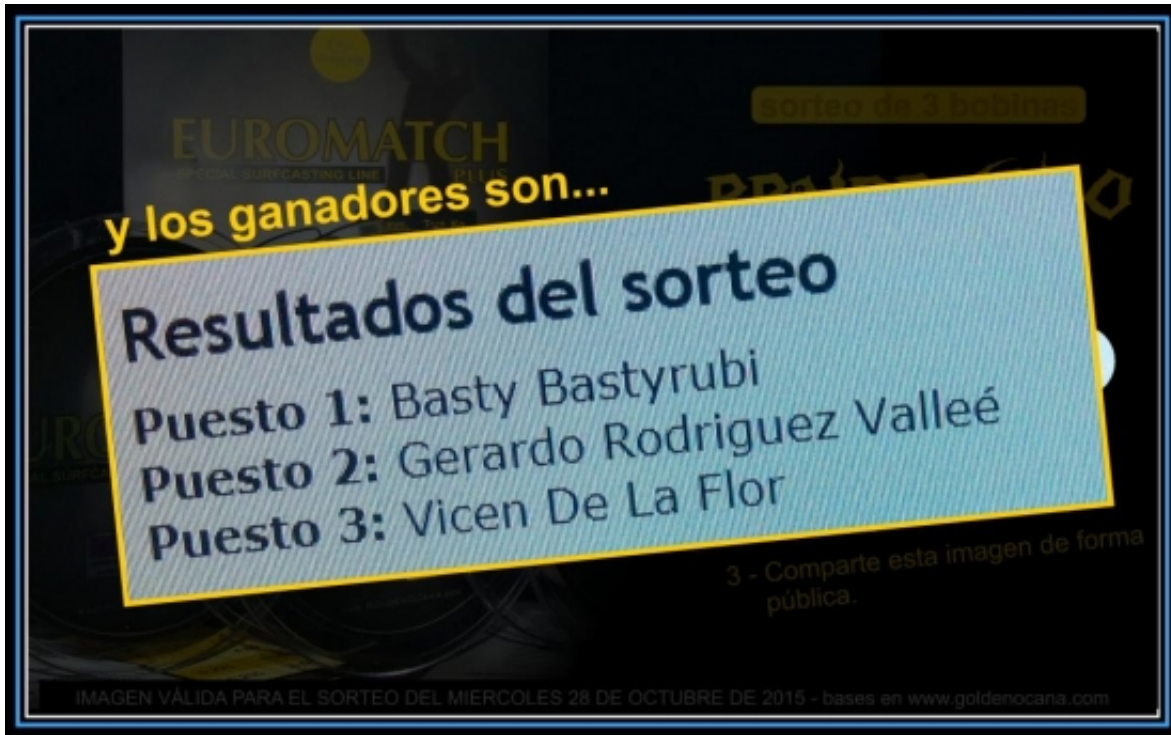 sorteo de 3 bobinas
EUROMATCH
SPECIAL SURFCASTING LINE
PLUS
y los ganadores son...
Resultados del sorteo
Puesto 1: Basty Bastyrubi
Puesto 2: Gerardo Rodriguez Valleé
Puesto 3: Vicen De La Flor
3 - Comparte esta imagen de forma
pública.
IMAGEN VÁLIDA PARA EL SORTEO DEL MIERCOLES 28 DE OCTUBRE DE 2015 - bases en www.goldenocana.com